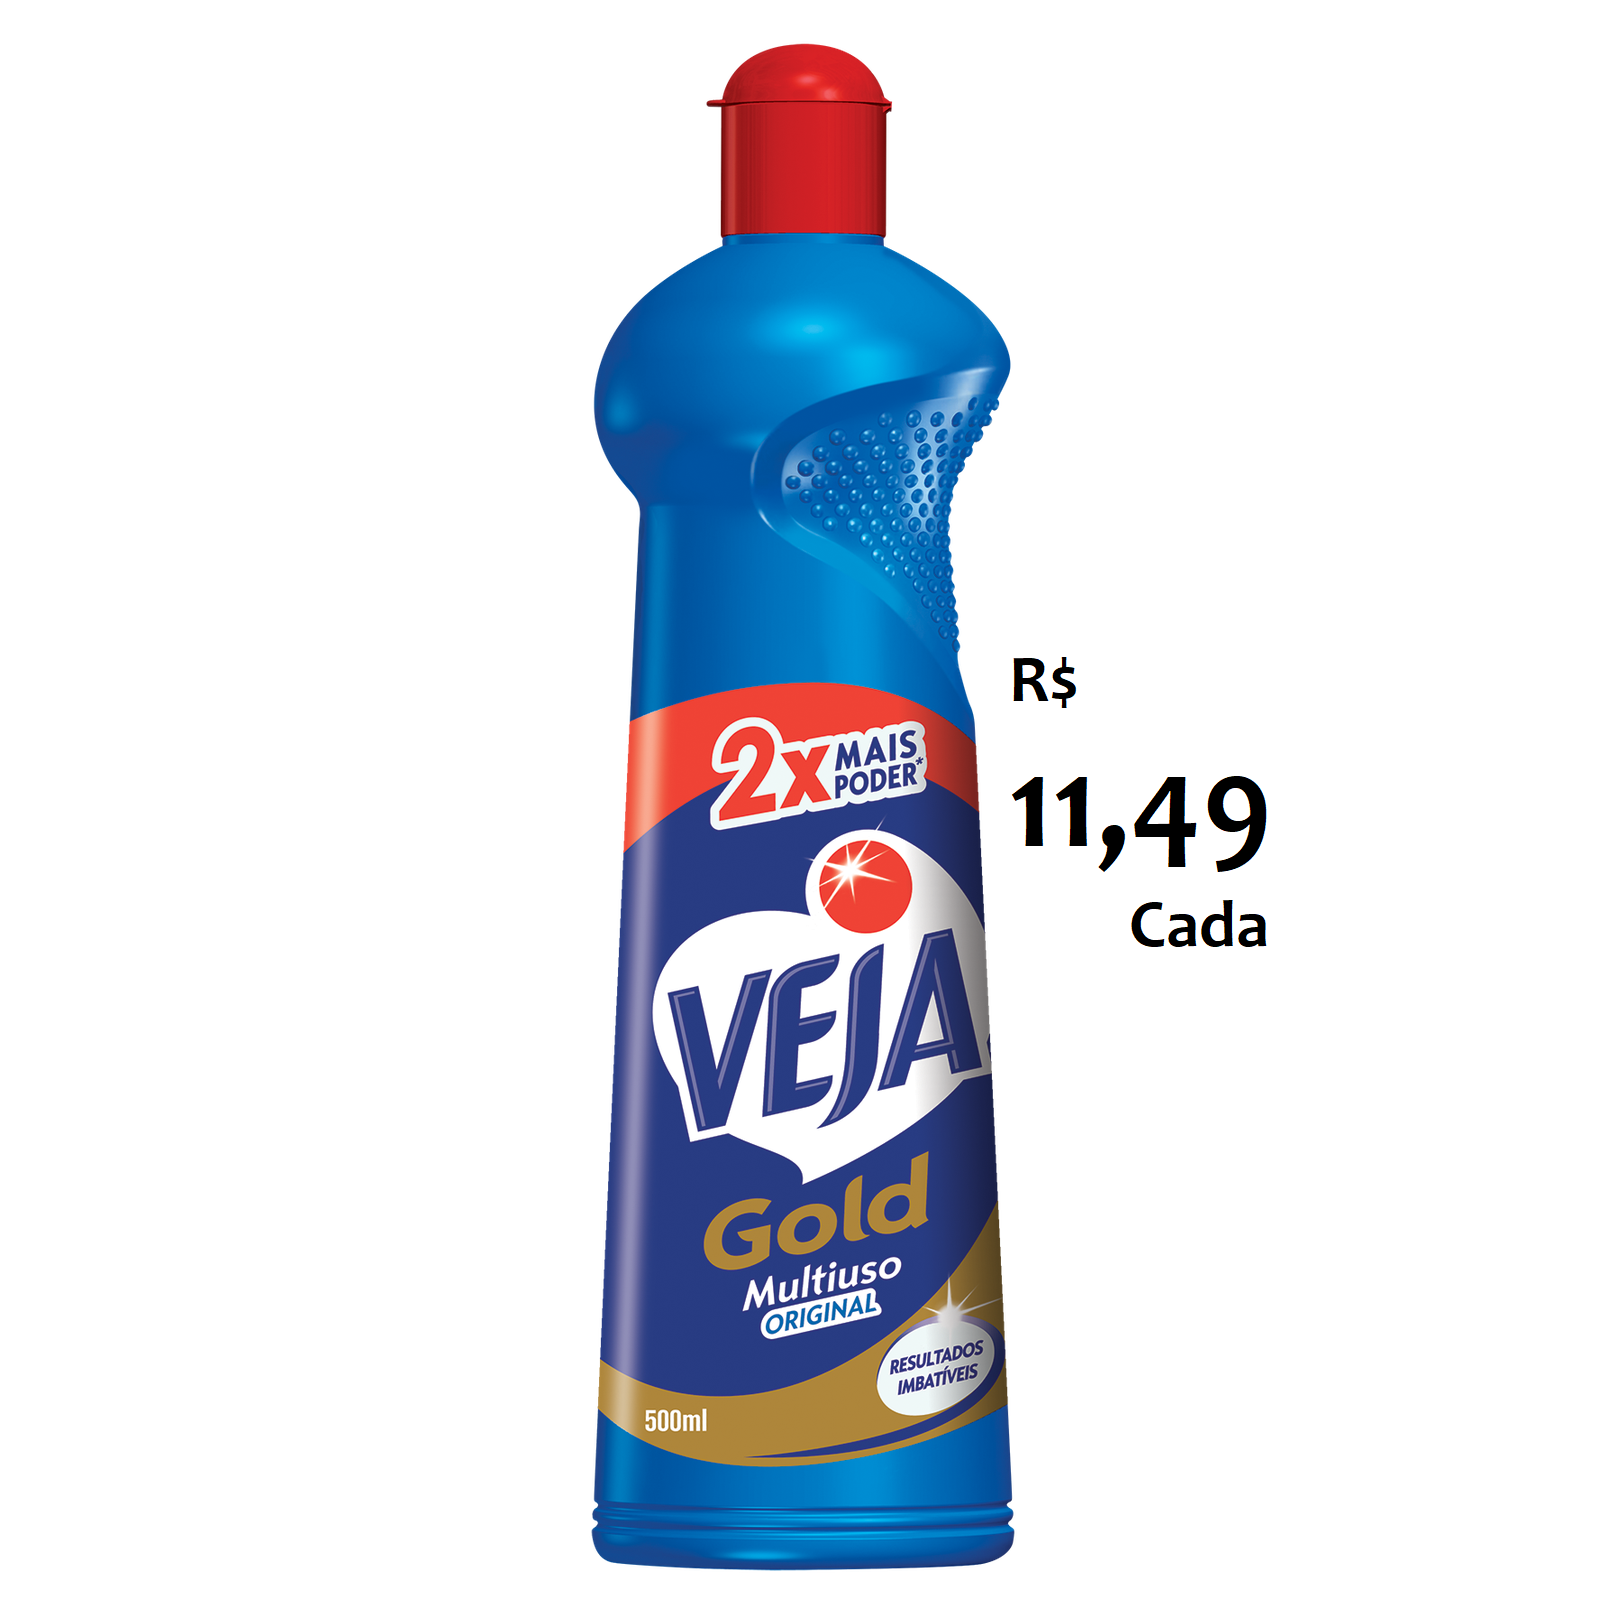 2x MAIS
PODER*
VEJA
Gold
Multiuso
ORIGINAL
RESULTADOS
IMBATÍVEIS
500ml
R$
11,49
Cada